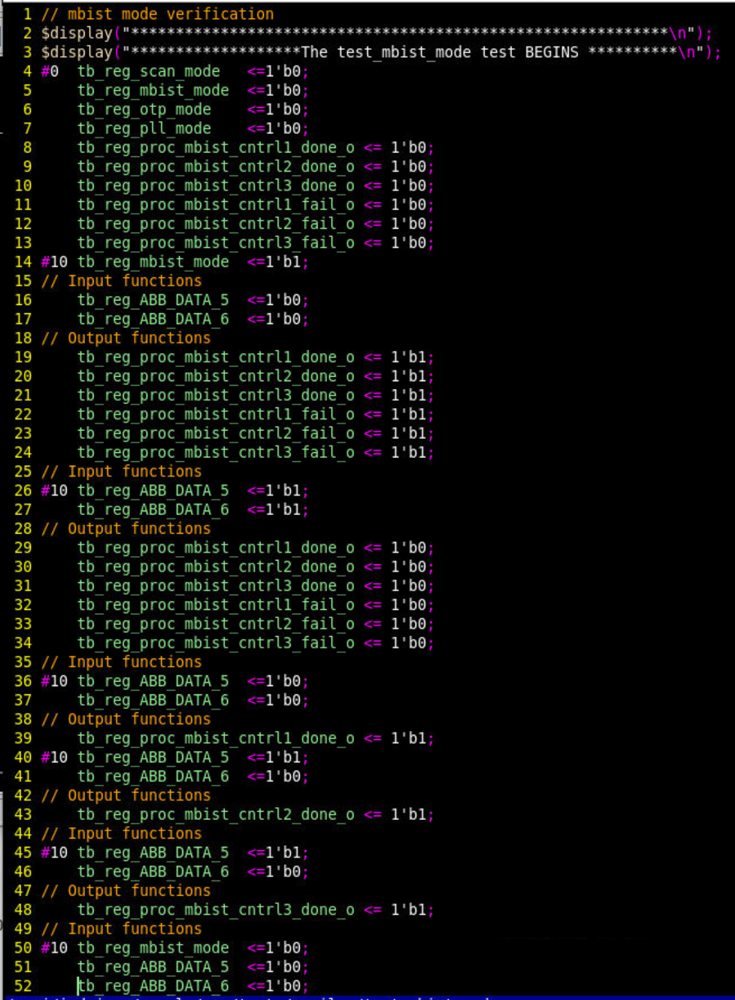 1 // mbist mode verification
2 $display("************************************************************\n");
3 $display("*******************The test_mbist_mode test BEGINS **********\n");
4 #0  tb_reg_scan_mode   <=1'b0;
5     tb_reg_mbist_mode  <=1'b0;
6     tb_reg_otp_mode    <=1'b0;
7     tb_reg_pll_mode    <=1'b0;
8     tb_reg_proc_mbist_cntrl1_done_o <= 1'b0;
9     tb_reg_proc_mbist_cntrl2_done_o <= 1'b0;
10     tb_reg_proc_mbist_cntrl3_done_o <= 1'b0;
11     tb_reg_proc_mbist_cntrl1_fail_o <= 1'b0;
12     tb_reg_proc_mbist_cntrl2_fail_o <= 1'b0;
13     tb_reg_proc_mbist_cntrl3_fail_o <= 1'b0;
14 #10 tb_reg_mbist_mode  <=1'b1;
15 // Input functions
16     tb_reg_ABB_DATA_5  <=1'b0;
17     tb_reg_ABB_DATA_6  <=1'b0;
18 // Output functions
19     tb_reg_proc_mbist_cntrl1_done_o <= 1'b1;
20     tb_reg_proc_mbist_cntrl2_done_o <= 1'b1;
21     tb_reg_proc_mbist_cntrl3_done_o <= 1'b1;
22     tb_reg_proc_mbist_cntrl1_fail_o <= 1'b1;
23     tb_reg_proc_mbist_cntrl2_fail_o <= 1'b1;
24     tb_reg_proc_mbist_cntrl3_fail_o <= 1'b1;
25 // Input functions
26 #10 tb_reg_ABB_DATA_5  <=1'b1;
27     tb_reg_ABB_DATA_6  <=1'b1;
28 // Output functions
29     tb_reg_proc_mbist_cntrl1_done_o <= 1'b0;
30     tb_reg_proc_mbist_cntrl2_done_o <= 1'b0;
31     tb_reg_proc_mbist_cntrl3_done_o <= 1'b0;
32     tb_reg_proc_mbist_cntrl1_fail_o <= 1'b0;
33     tb_reg_proc_mbist_cntrl2_fail_o <= 1'b0;
34     tb_reg_proc_mbist_cntrl3_fail_o <= 1'b0;
35 // Input functions
36 #10 tb_reg_ABB_DATA_5  <=1'b0;
37     tb_reg_ABB_DATA_6  <=1'b0;
38 // Output functions
39     tb_reg_proc_mbist_cntrl1_done_o <= 1'b1;
40 #10 tb_reg_ABB_DATA_5  <=1'b1;
41     tb_reg_ABB_DATA_6  <=1'b0;
42 // Output functions
43     tb_reg_proc_mbist_cntrl2_done_o <= 1'b1;
44 // Input functions
45 #10 tb_reg_ABB_DATA_5  <=1'b1;
46     tb_reg_ABB_DATA_6  <=1'b0;
47 // Output functions
48     tb_reg_proc_mbist_cntrl3_done_o <= 1'b1;
49 // Input functions
50 #10 tb_reg_mbist_mode  <=1'b0;
51     tb_reg_ABB_DATA_5  <=1'b0;
52     tb_reg_ABB_DATA_6  <=1'b0;